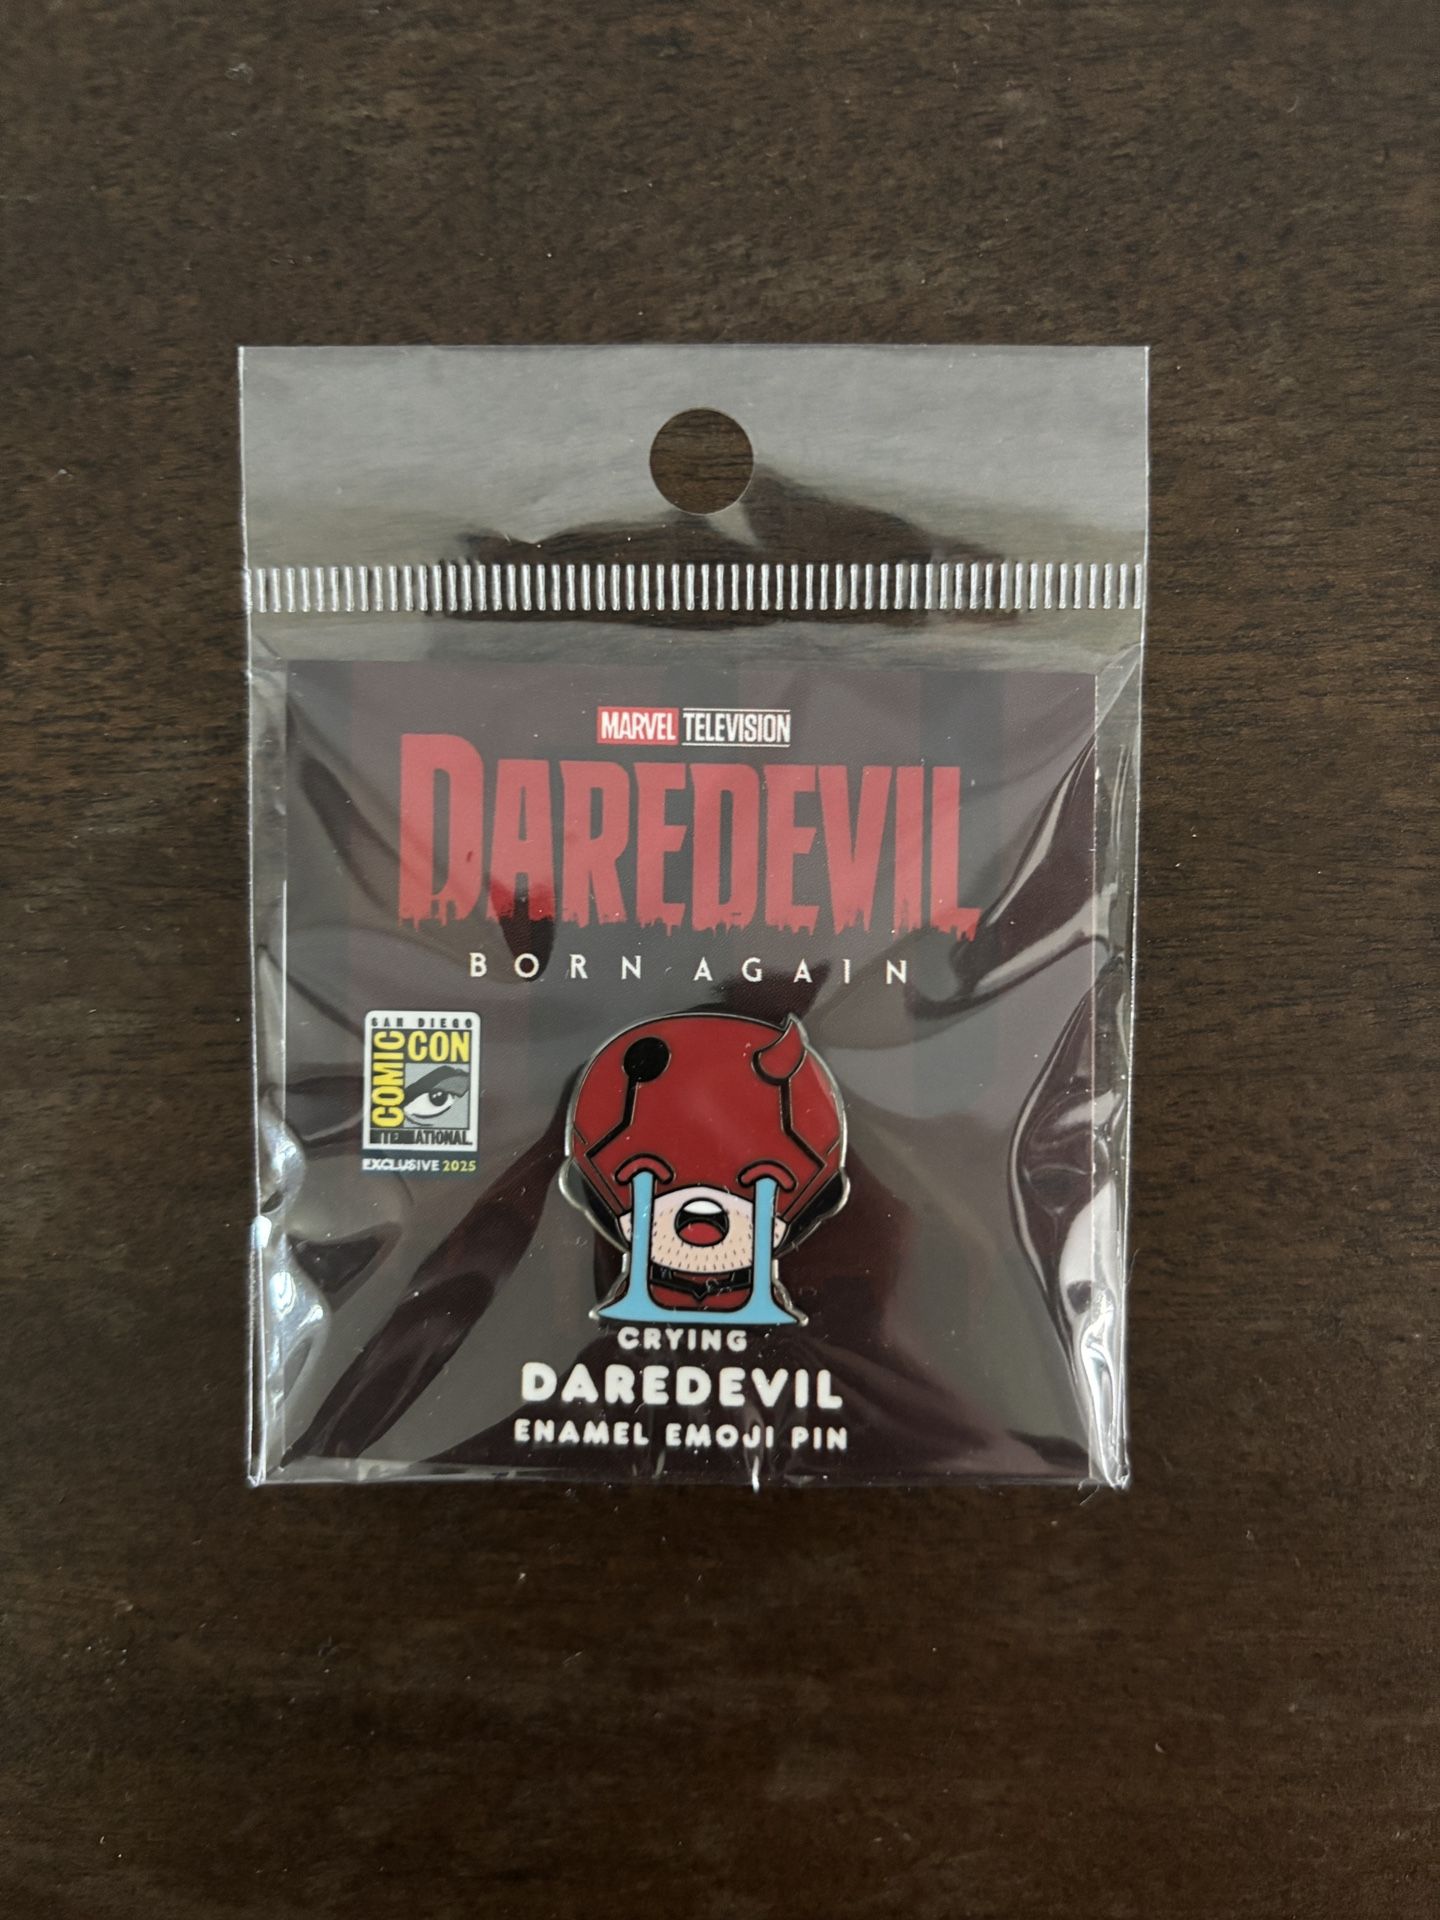 MARVEL TELEVISION
DAREDEVIL
BORN AGAIN
SAN DIEGO
COMIC CON
INTERNATIONAL
EXCLUSIVE 2025
CRYING
DAREDEVIL
ENAMEL EMOJI PIN